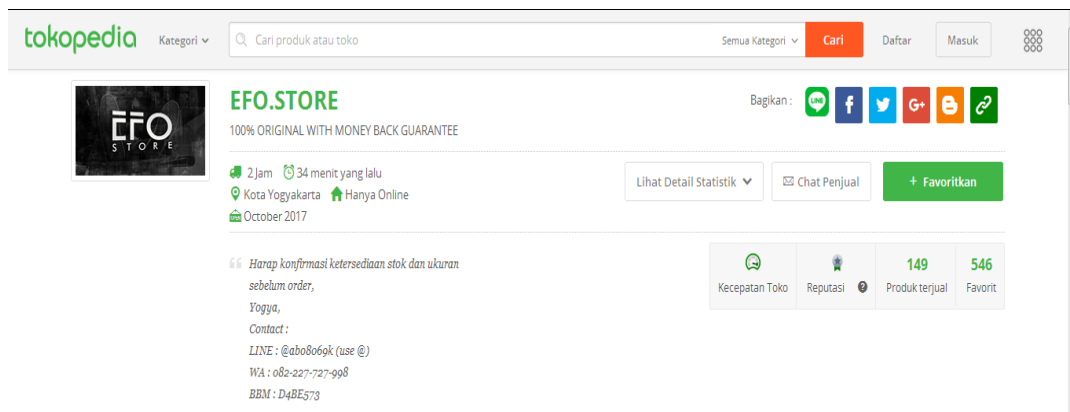 tokopedia Kategori Cari produk atau toko Semua Kategori Cari Daftar Masuk
EFO STORE
EFO.STORE
100% ORIGINAL WITH MONEY BACK GUARANTEE
Bagikan :
LINE f G+
2 Jam 34 menit yang lalu
Kota Yogyakarta Hanya Online
October 2017
Lihat Detail Statistik Chat Penjual + Favoritkan
Harap konfirmasi ketersediaan stok dan ukuran
sebelum order,
Yogya,
Contact :
LINE : @abo8069k (use @)
WA : 082-227-727-998
BBM : D4BE573
Kecepatan Toko
Reputasi
149
Produk terjual
546
Favorit